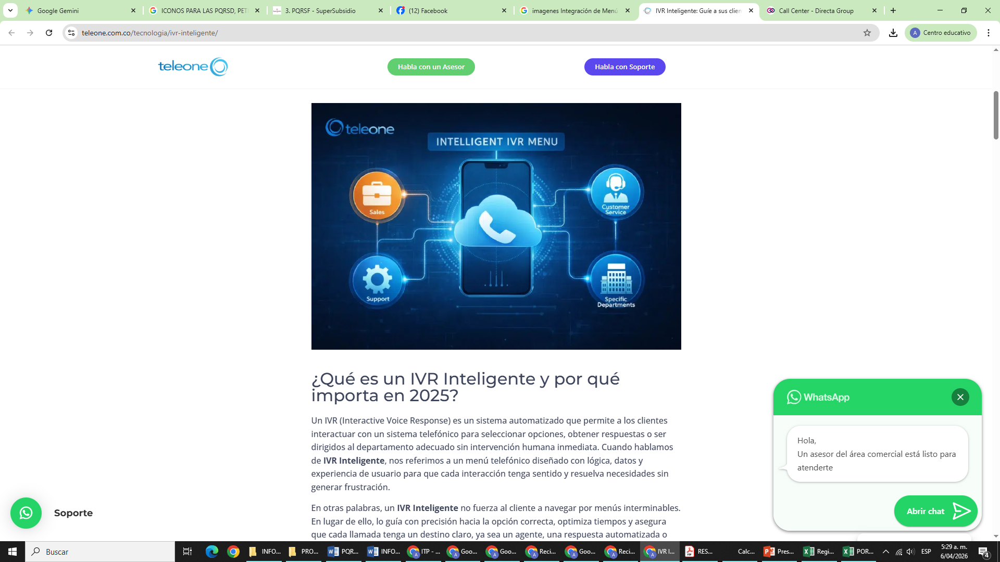 Google Gemini
ICONOS PARA LAS PQRSD, PETI
3. PQRSF - SuperSubsidio
(12) Facebook
imagenes Integración de Menú
IVR Inteligente: Guíe a sus clien
Call Center - Directa Group
teleone.com.co/tecnologia/ivr-inteligente/
A
Centro educativo
teleone
Habla con un Asesor
Habla con Soporte
teleone
INTELLIGENT IVR MENU
Sales
Customer
Service
Support
Specific
Departments
¿Qué es un IVR Inteligente y por qué
importa en 2025?
Un IVR (Interactive Voice Response) es un sistema automatizado que permite a los clientes
interactuar con un sistema telefónico para seleccionar opciones, obtener respuestas o ser
dirigidos al departamento adecuado sin intervención humana inmediata. Cuando hablamos
de IVR Inteligente, nos referimos a un menú telefónico diseñado con lógica, datos y
experiencia de usuario para que cada interacción tenga sentido y resuelva necesidades sin
generar frustración.
En otras palabras, un IVR Inteligente no fuerza al cliente a navegar por menús interminables.
En lugar de ello, lo guía con precisión hacia la opción correcta, optimiza tiempos y asegura
que cada llamada tenga un destino claro, ya sea un agente, una respuesta automatizada o
WhatsApp
Hola,
Un asesor del área comercial está listo para
atenderte
Abrir chat
Soporte
Buscar
INFO...
PRO...
PQR...
INFO...
ITP - ...
Goo...
Goo...
Reci...
Goo...
Reci...
IVR I...
RES...
Calc...
Pres...
Regi...
POR...
ESP
5:29 a. m.
6/04/2026
4